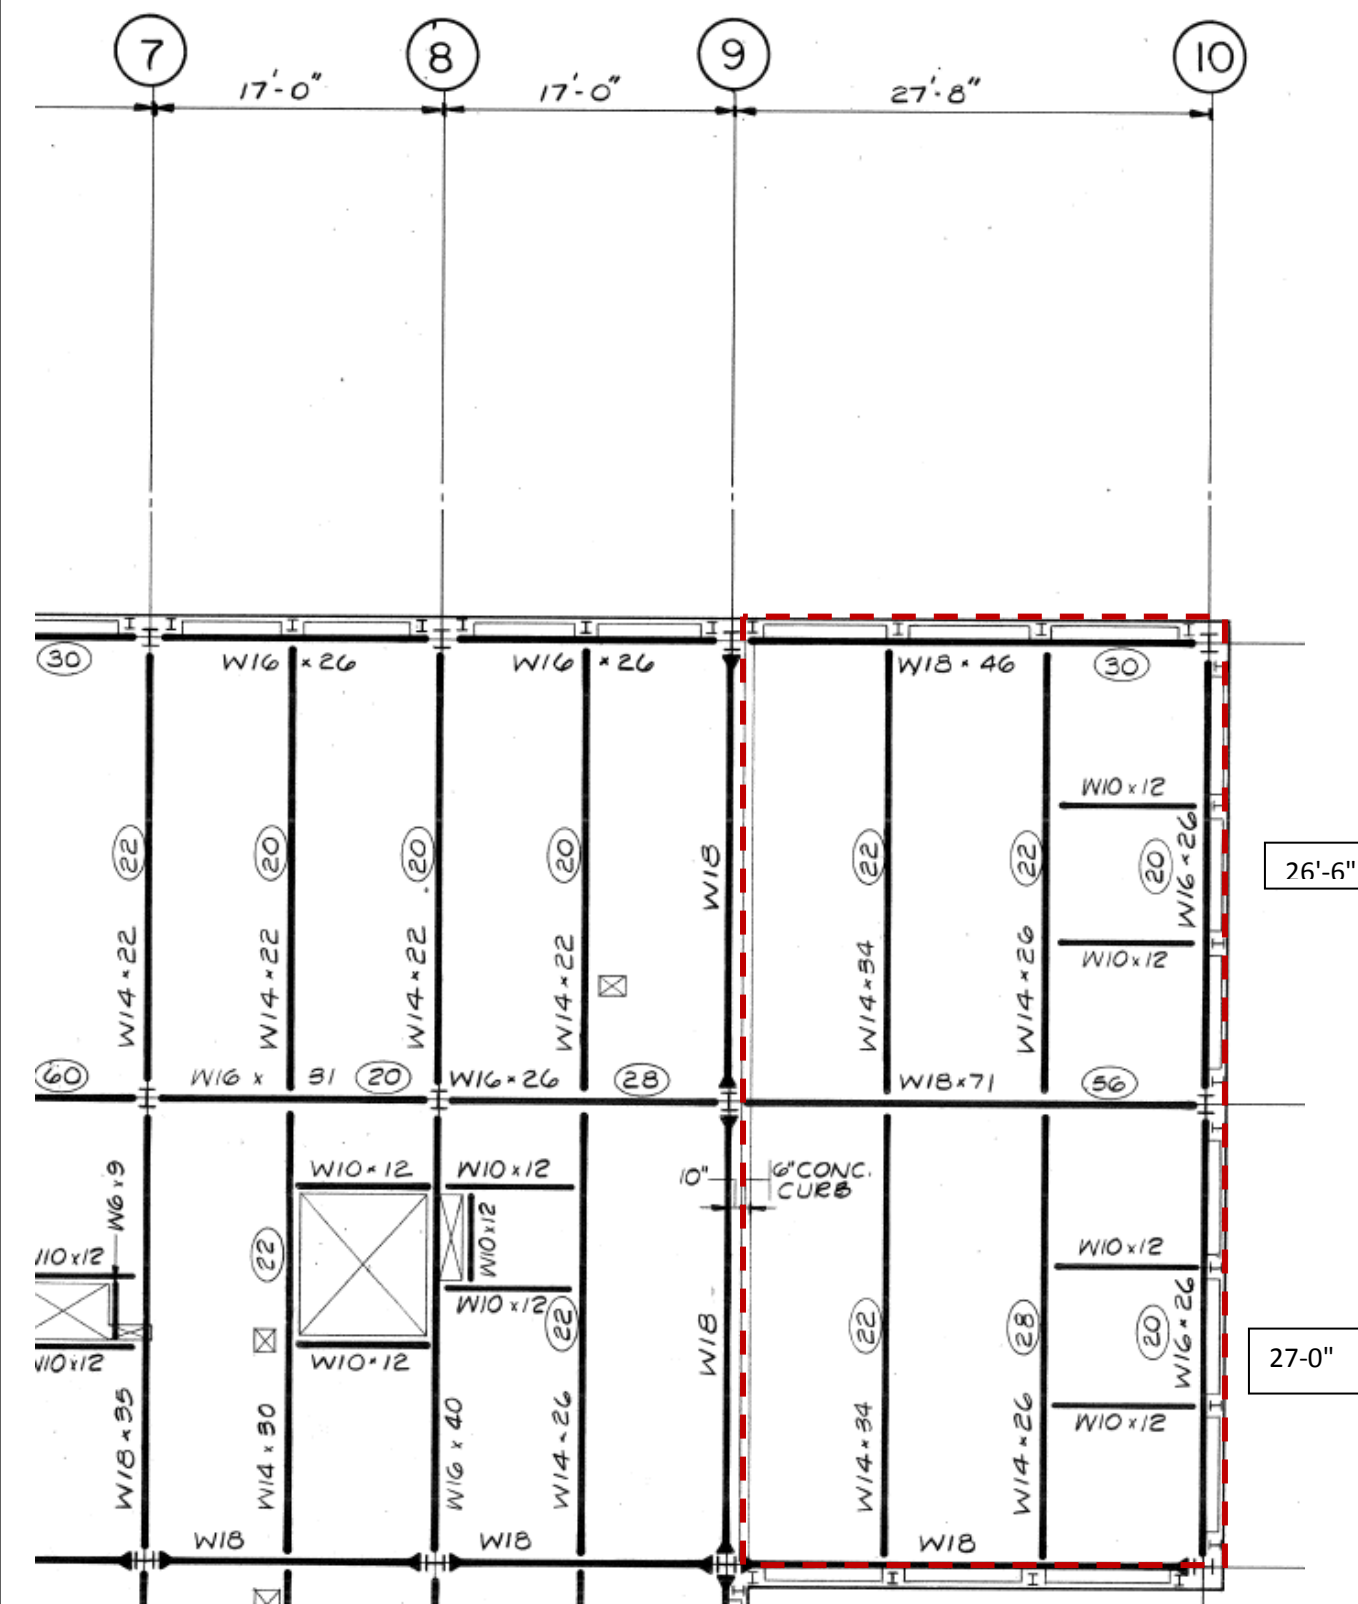 7 8 9 10
17'-0" 17'-0" 27'-8"
30 W16 × 26 W16 × 26 W18 × 46 30
W10 × 12
22 20 20 20 W18 22 22 20 W16 × 26
26'-6"
W14 × 22 W14 × 22 W14 × 22 W14 × 22 W14 × 34 W14 × 26 W10 × 12
60 W16 × 31 20 W16 × 26 28 W18 × 71 56
W6 × 9 W10 × 12 W10 × 12 10" 6" CONC.
CURB
W10 × 12
22 W10 × 12 W10 × 12
W10 × 12 22 W18 22 28 20 W16 × 26
27-0"
W10 × 12 W10 × 12
W10 × 12
W18 × 35 W14 × 30 W16 × 40 W14 × 26 W14 × 34 W14 × 26
W18 W18 W18